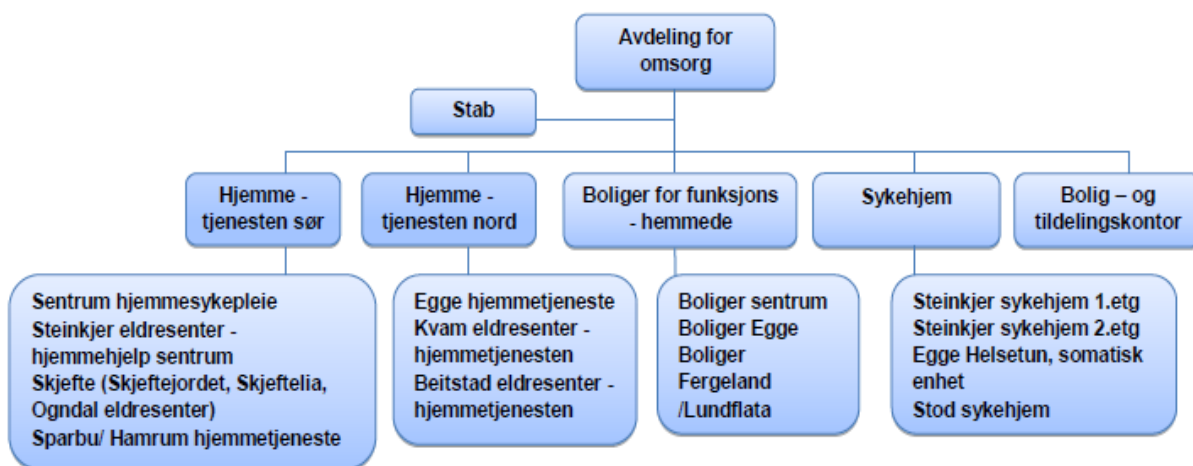 Avdeling for
omsorg
Stab
Hjemme -
tjenesten sør
Hjemme -
tjenesten nord
Boliger for funksjons
- hemmede
Sykehjem
Bolig – og
tildelingskontor
Sentrum hjemmesykepleie
Steinkjer eldresenter -
hjemmehjelp sentrum
Skjefte (Skjeftejordet, Skjeftelia,
Ogndal eldresenter)
Sparbu/ Hamrum hjemmetjeneste
Egge hjemmetjeneste
Kvam eldresenter -
hjemmetjenesten
Beitstad eldresenter -
hjemmetjenesten
Boliger sentrum
Boliger Egge
Boliger
Fergeland
/Lundflata
Steinkjer sykehjem 1.etg
Steinkjer sykehjem 2.etg
Egge Helsetun, somatisk
enhet
Stod sykehjem